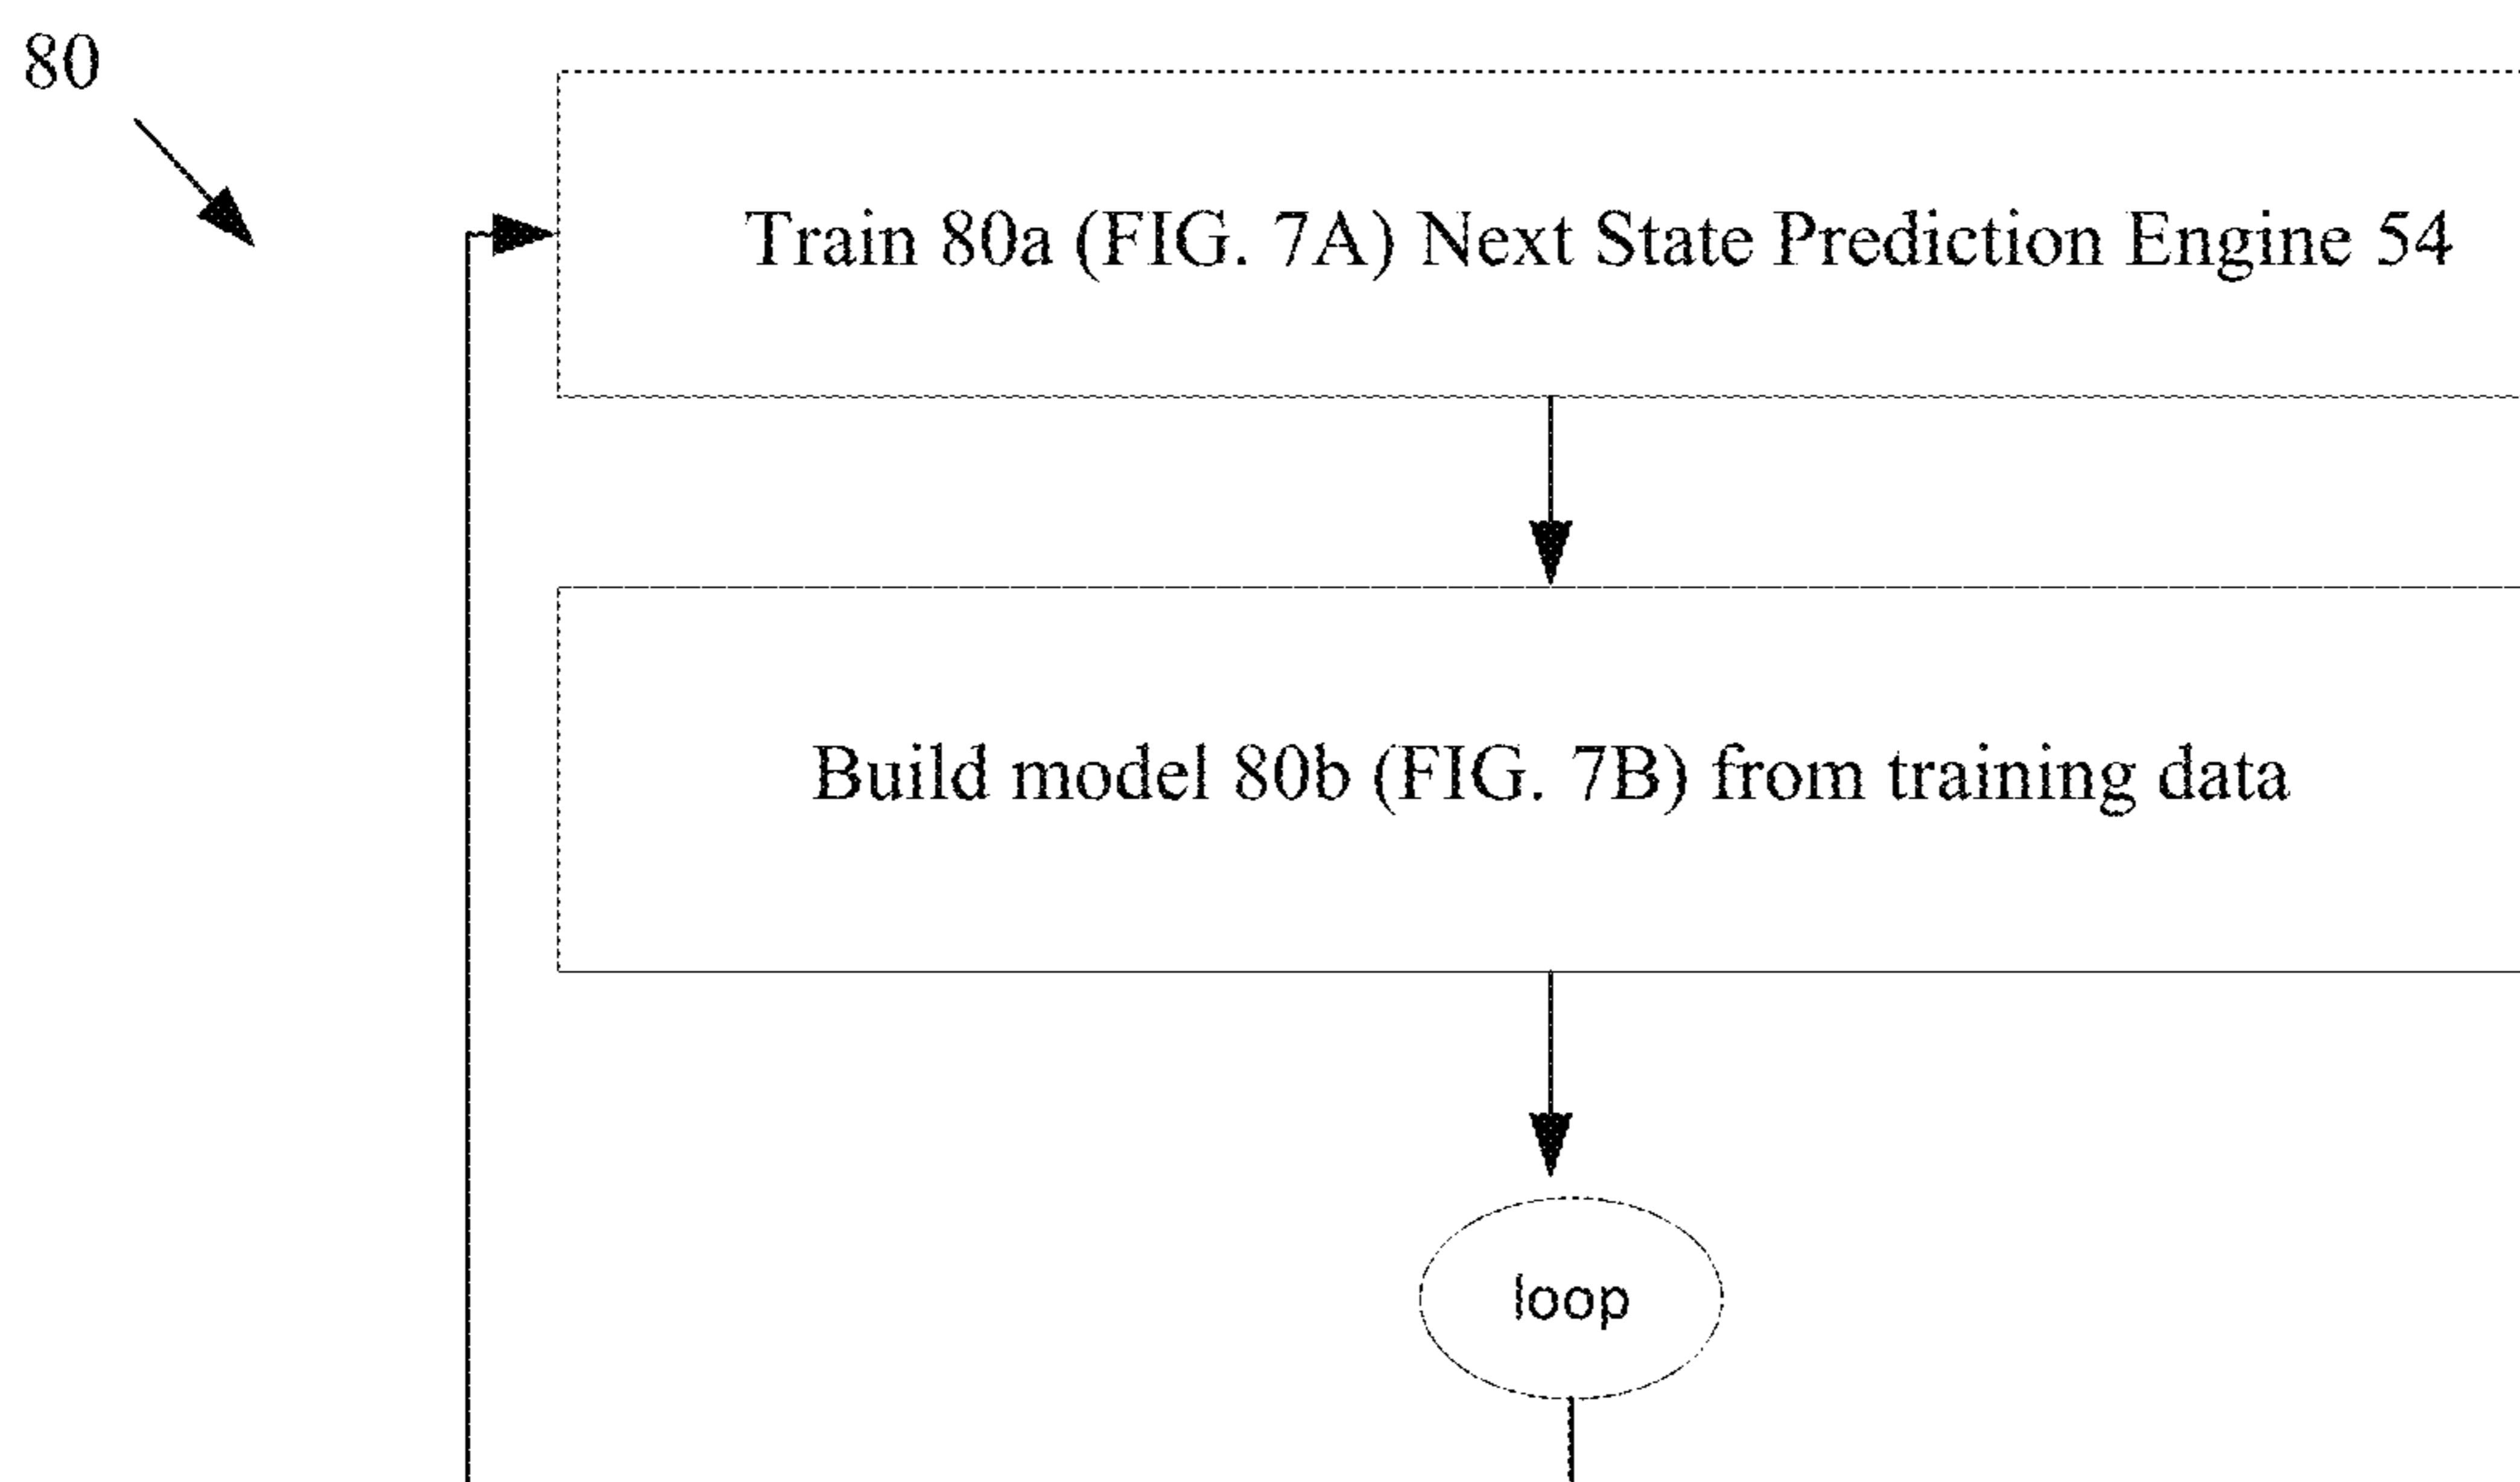 80
Train 80a (FIG. 7A) Next State Prediction Engine 54
Build model 80b (FIG. 7B) from training data
loop